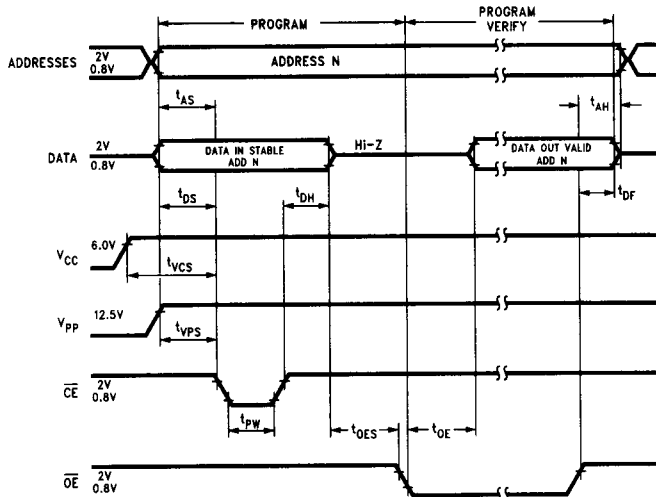 PROGRAM
PROGRAM
VERIFY
ADDRESSES
2V
0.8V
ADDRESS N
tAS
tAH
DATA
2V
0.8V
DATA IN STABLE
ADD N
Hi-Z
DATA OUT VALID
ADD N
tDS
tDH
tDF
VCC
6.0V
tVCS
VPP
12.5V
tVPS
CE
2V
0.8V
tPW
tOES
tOE
OE
2V
0.8V